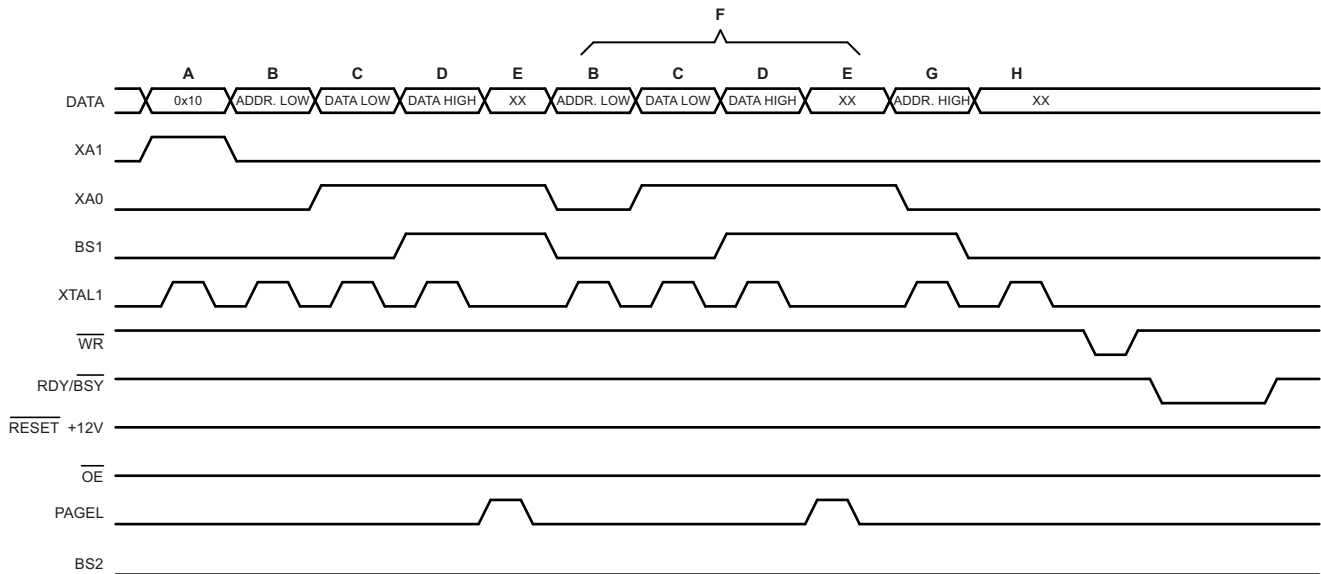 F
A B C D E B C D E G H
DATA 0x10 ADDR. LOW DATA LOW DATA HIGH XX ADDR. LOW DATA LOW DATA HIGH XX ADDR. HIGH XX
XA1
XA0
BS1
XTAL1
WR
RDY/BSY
RESET +12V
OE
PAGEL
BS2